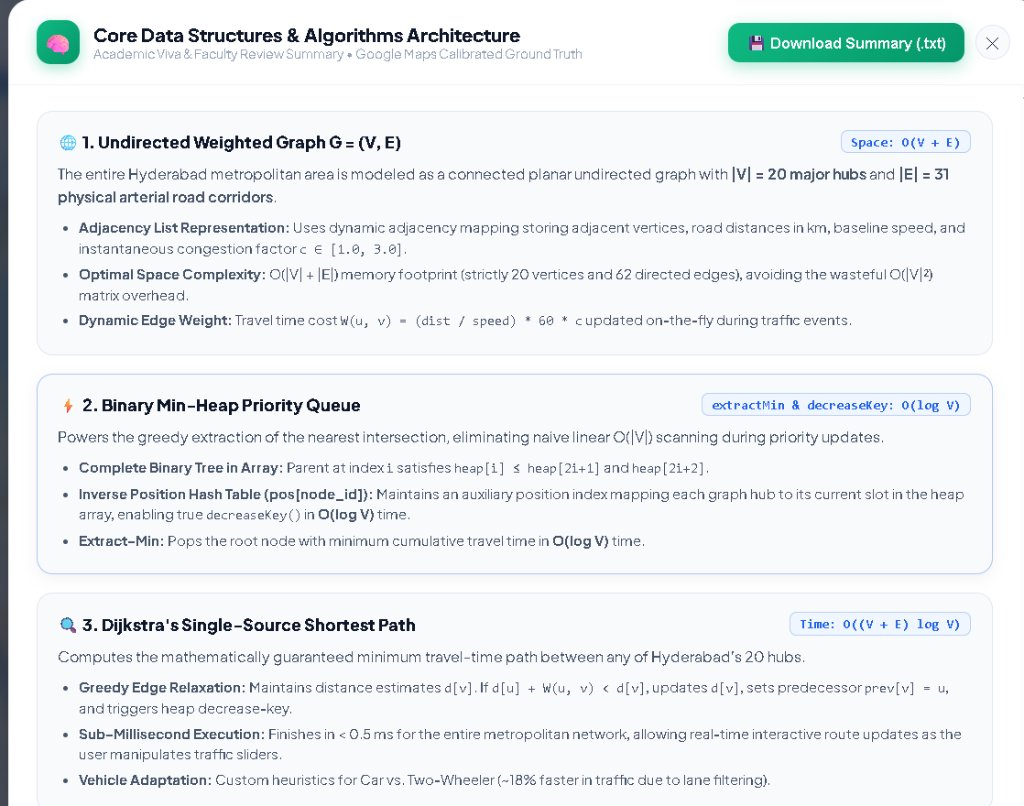 Core Data Structures & Algorithms Architecture
Academic Viva & Faculty Review Summary • Google Maps Calibrated Ground Truth
💾 Download Summary (.txt)
🌐 1. Undirected Weighted Graph G = (V, E)
Space: O(V + E)
The entire Hyderabad metropolitan area is modeled as a connected planar undirected graph with |V| = 20 major hubs and |E| = 31
physical arterial road corridors.
• Adjacency List Representation: Uses dynamic adjacency mapping storing adjacent vertices, road distances in km, baseline speed, and
instantaneous congestion factor c ∈ [1.0, 3.0].
• Optimal Space Complexity: O(|V| + |E|) memory footprint (strictly 20 vertices and 62 directed edges), avoiding the wasteful O(|V|²)
matrix overhead.
• Dynamic Edge Weight: Travel time cost W(u, v) = (dist / speed) * 60 * c updated on-the-fly during traffic events.
⚡ 2. Binary Min-Heap Priority Queue
extractMin & decreaseKey: O(log V)
Powers the greedy extraction of the nearest intersection, eliminating naive linear O(|V|) scanning during priority updates.
• Complete Binary Tree in Array: Parent at index i satisfies heap[i] ≤ heap[2i+1] and heap[2i+2].
• Inverse Position Hash Table (pos[node_id]): Maintains an auxiliary position index mapping each graph hub to its current slot in the heap
array, enabling true decreaseKey() in O(log V) time.
• Extract-Min: Pops the root node with minimum cumulative travel time in O(log V) time.
🔍 3. Dijkstra's Single-Source Shortest Path
Time: O((V + E) log V)
Computes the mathematically guaranteed minimum travel-time path between any of Hyderabad's 20 hubs.
• Greedy Edge Relaxation: Maintains distance estimates d[v]. If d[u] + W(u, v) < d[v], updates d[v], sets predecessor prev[v] = u,
and triggers heap decrease-key.
• Sub-Millisecond Execution: Finishes in < 0.5 ms for the entire metropolitan network, allowing real-time interactive route updates as the
user manipulates traffic sliders.
• Vehicle Adaptation: Custom heuristics for Car vs. Two-Wheeler (~18% faster in traffic due to lane filtering).